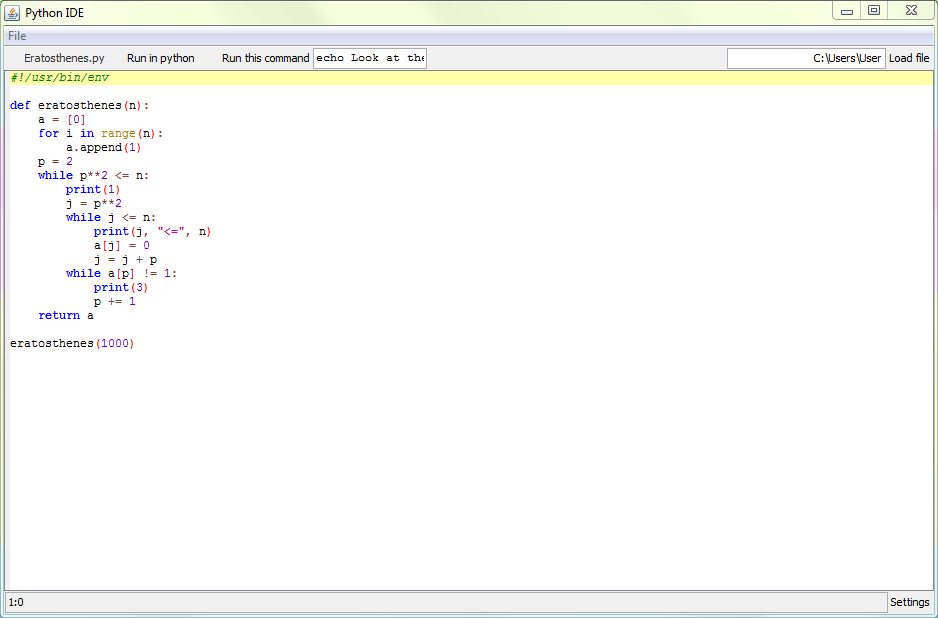 Python IDE
File
Eratosthenes.py Run in python Run this command echo Look at the C:\Users\User Load file
#!/usr/bin/env
def eratosthenes(n):
    a = [0]
    for i in range(n):
        a.append(1)
    p = 2
    while p**2 <= n:
        print(1)
        j = p**2
        while j <= n:
            print(j, "<=", n)
            a[j] = 0
            j = j + p
        while a[p] != 1:
            print(3)
            p += 1
    return a
eratosthenes(1000)
1:0 Settings